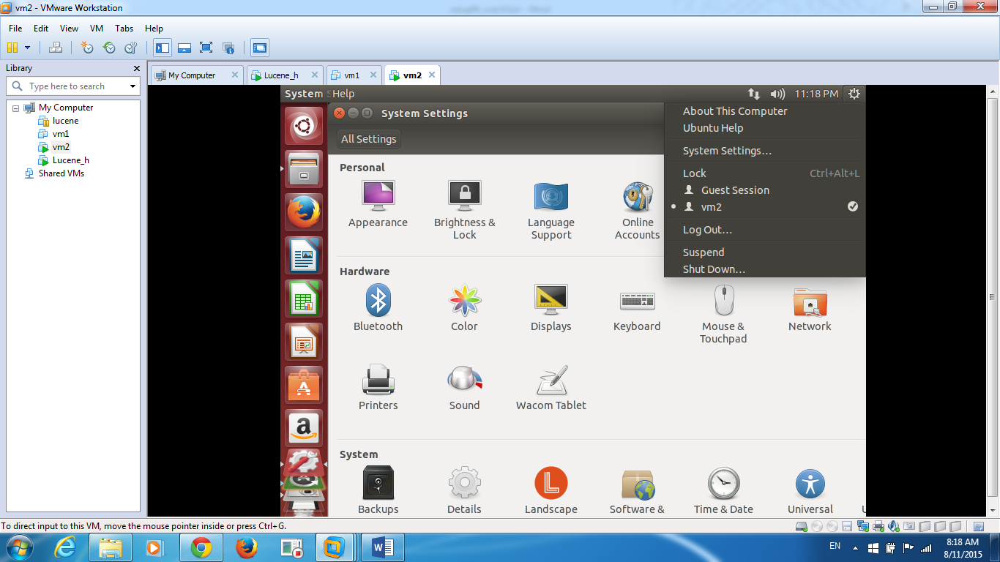 vm2 - VMware Workstation
File Edit View VM Tabs Help
Library
Type here to search
My Computer
lucene
vm1
vm2
Lucene_h
Shared VMs
My Computer Lucene_h vm1 vm2
System Help 11:18 PM
System Settings
All Settings
About This Computer
Ubuntu Help
System Settings...
Lock Ctrl+Alt+L
Guest Session
vm2
Log Out...
Suspend
Shut Down...
Personal
Appearance
Brightness &
Lock
Language
Support
Online
Accounts
Hardware
Bluetooth
Color
Displays
Keyboard
Mouse &
Touchpad
Network
Printers
Sound
Wacom Tablet
System
Backups
Details
Landscape
Software &
Time & Date
Universal
To direct input to this VM, move the mouse pointer inside or press Ctrl+G.
EN
8:18 AM
8/11/2015